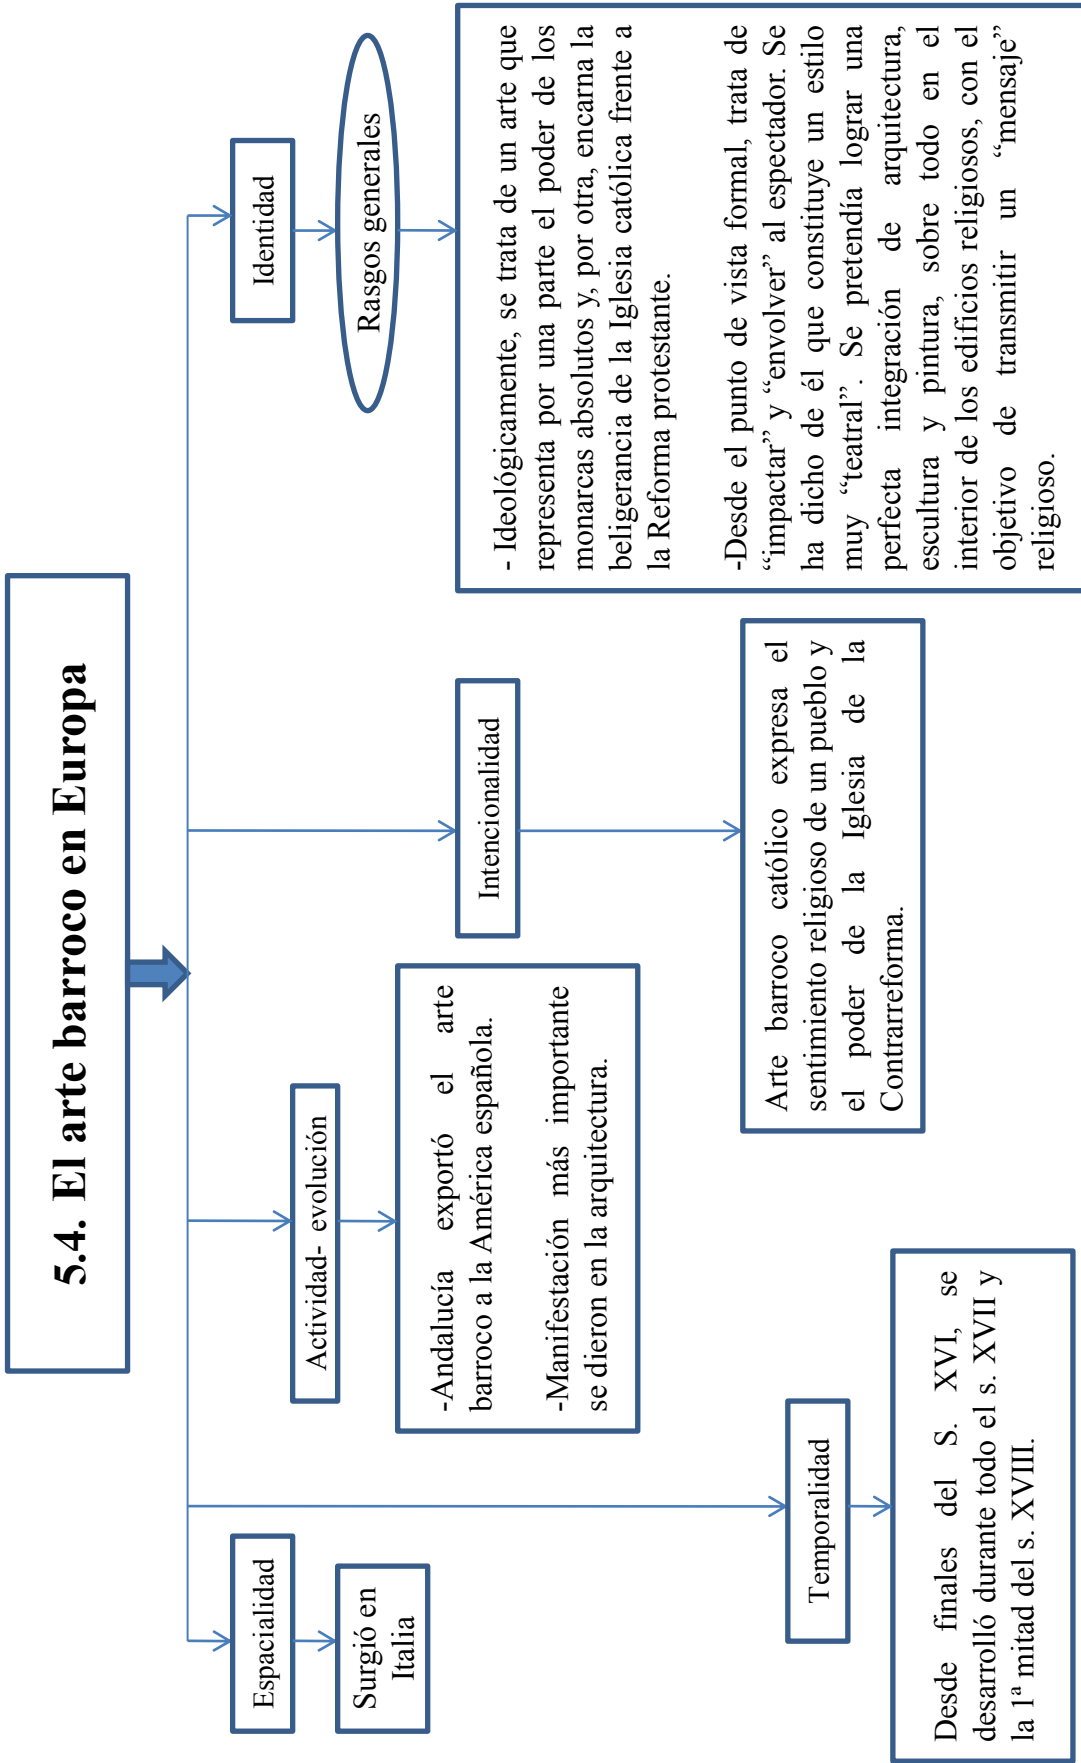 5.4. El arte barroco en Europa
Espacialidad
Surgió en
Italia
Temporalidad
Desde finales del S. XVI, se
desarrolló durante todo el s. XVII y
la 1ª mitad del s. XVIII.
Actividad- evolución
-Andalucía exportó el arte
barroco a la América española.
-Manifestación más importante
se dieron en la arquitectura.
Intencionalidad
Arte barroco católico expresa el
sentimiento religioso de un pueblo y
el poder de la Iglesia de la
Contrarreforma.
Identidad
Rasgos generales
- Ideológicamente, se trata de un arte que
representa por una parte el poder de los
monarcas absolutos y, por otra, encarna la
beligerancia de la Iglesia católica frente a
la Reforma protestante.
-Desde el punto de vista formal, trata de
“impactar” y “envolver” al espectador. Se
ha dicho de él que constituye un estilo
muy “teatral”. Se pretendía lograr una
perfecta integración de arquitectura,
escultura y pintura, sobre todo en el
interior de los edificios religiosos, con el
objetivo de transmitir un “mensaje”
religioso.